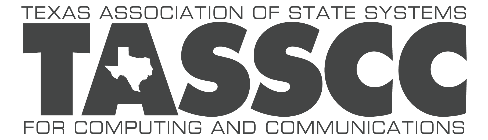 TEXAS ASSOCIATION OF STATE SYSTEMS
TASSCC
FOR COMPUTING AND COMMUNICATIONS